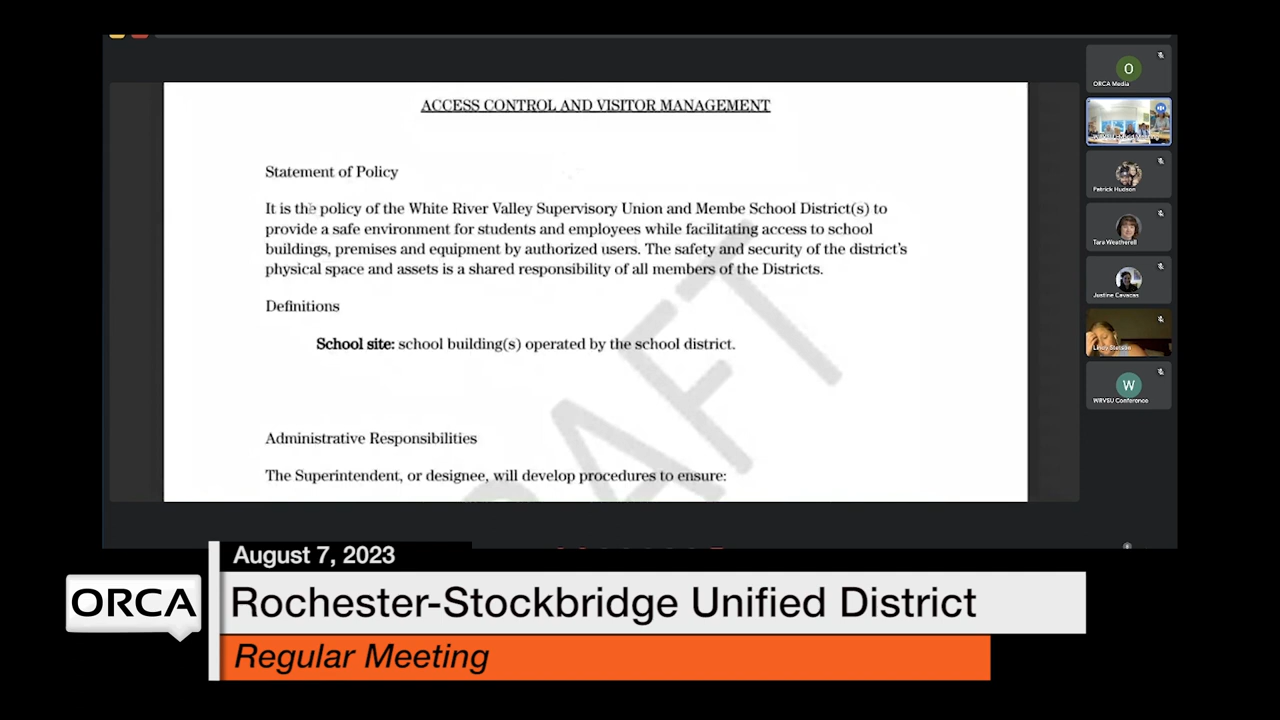 ACCESS CONTROL AND VISITOR MANAGEMENT
Statement of Policy
It is the policy of the White River Valley Supervisory Union and Membe School District(s) to
provide a safe environment for students and employees while facilitating access to school
buildings, premises and equipment by authorized users. The safety and security of the district's
physical space and assets is a shared responsibility of all members of the Districts.
Definitions
School site: school building(s) operated by the school district.
Administrative Responsibilities
The Superintendent, or designee, will develop procedures to ensure:
AFT
O
ORCA Media
Patrick Hudson
Tara Weatherell
Justine Cavacas
W
WRVSU Conference
August 7, 2023
ORCA
Rochester-Stockbridge Unified District
Regular Meeting